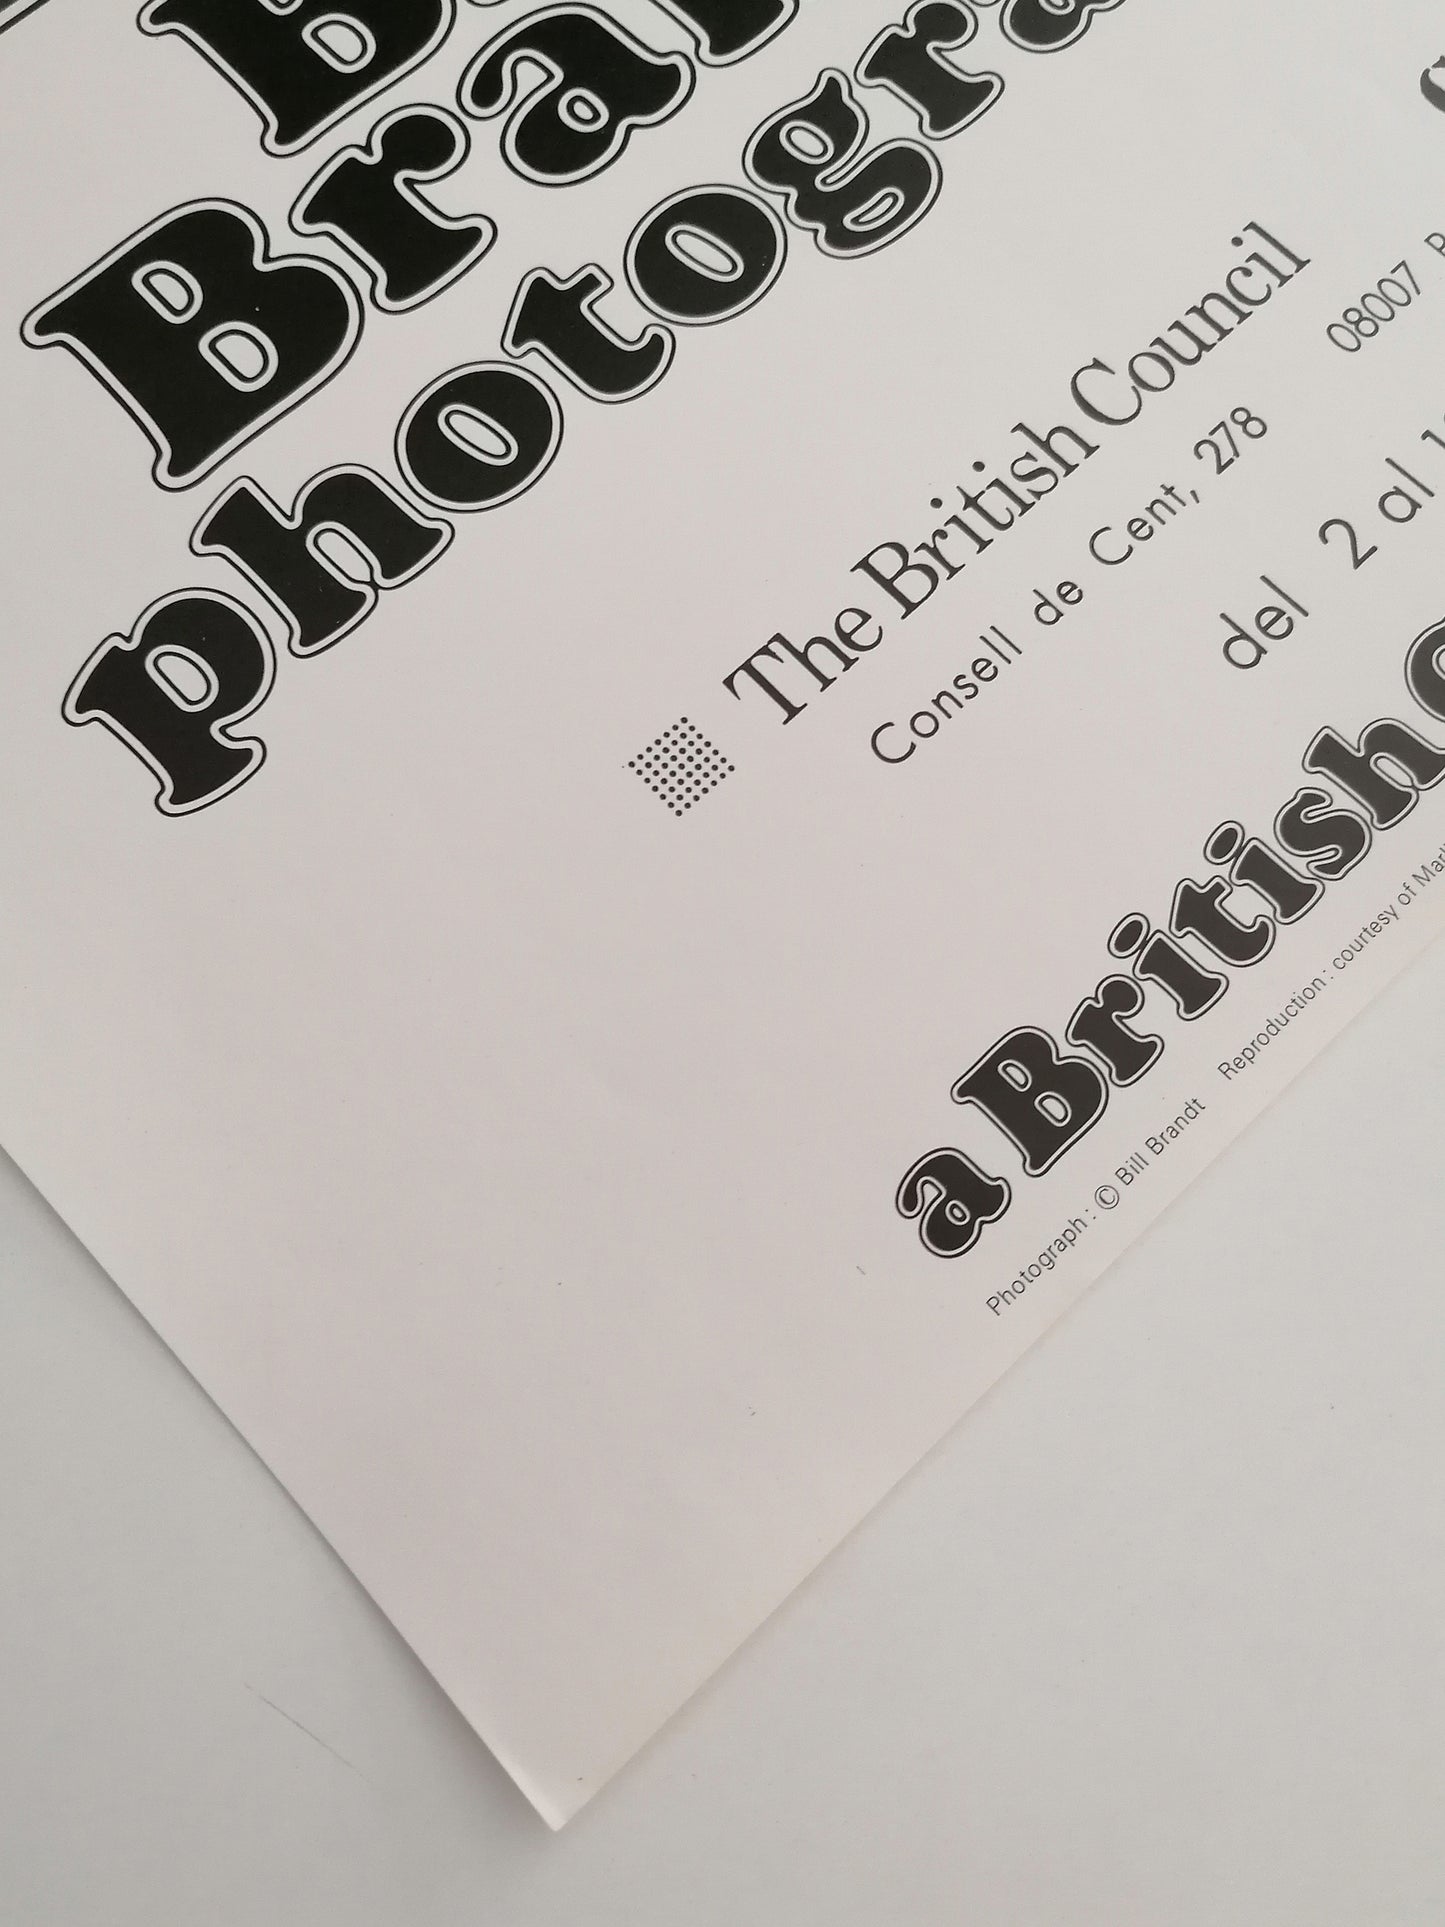 Bra
photogra
The British Council
Consell de Cent, 278
08007
del 2 al
a British
Photograph : © Bill Brandt Reproduction : courtesy of